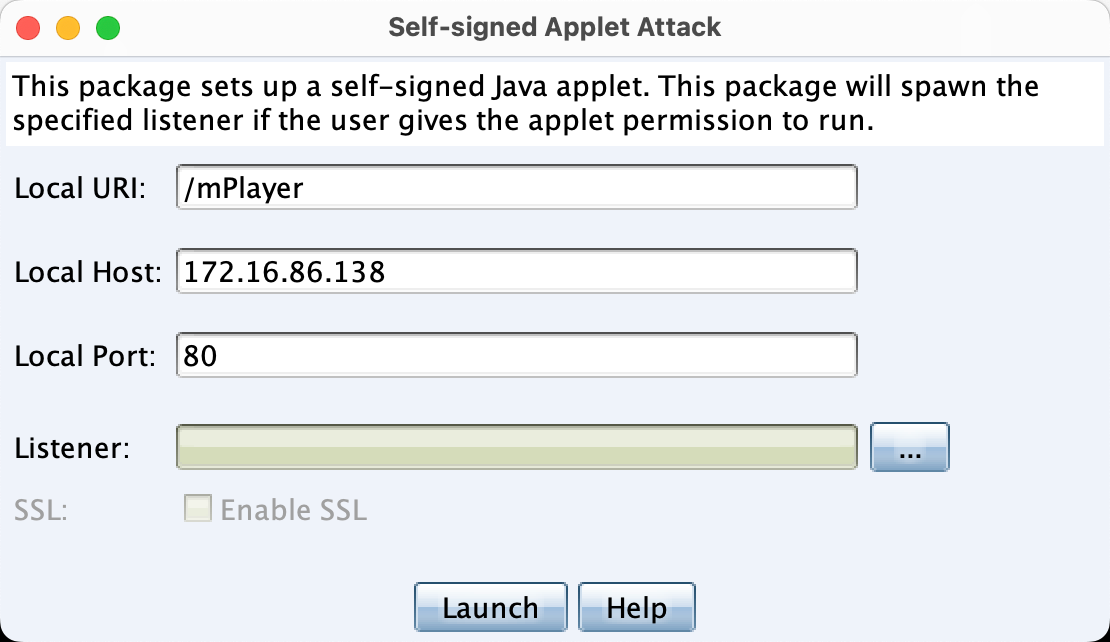 Self-signed Applet Attack
This package sets up a self-signed Java applet. This package will spawn the
specified listener if the user gives the applet permission to run.
Local URI: /mPlayer
Local Host: 172.16.86.138
Local Port: 80
Listener: ...
SSL: Enable SSL
Launch Help